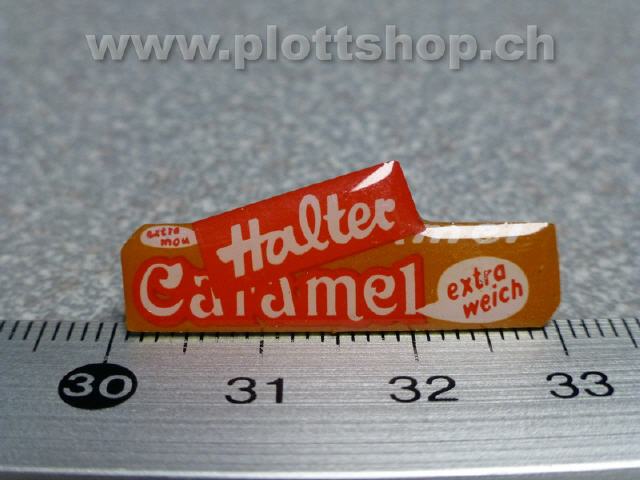 www.plottshop.ch
Halter
extra
mou
Caramel
extra
weich
30 31 32 33